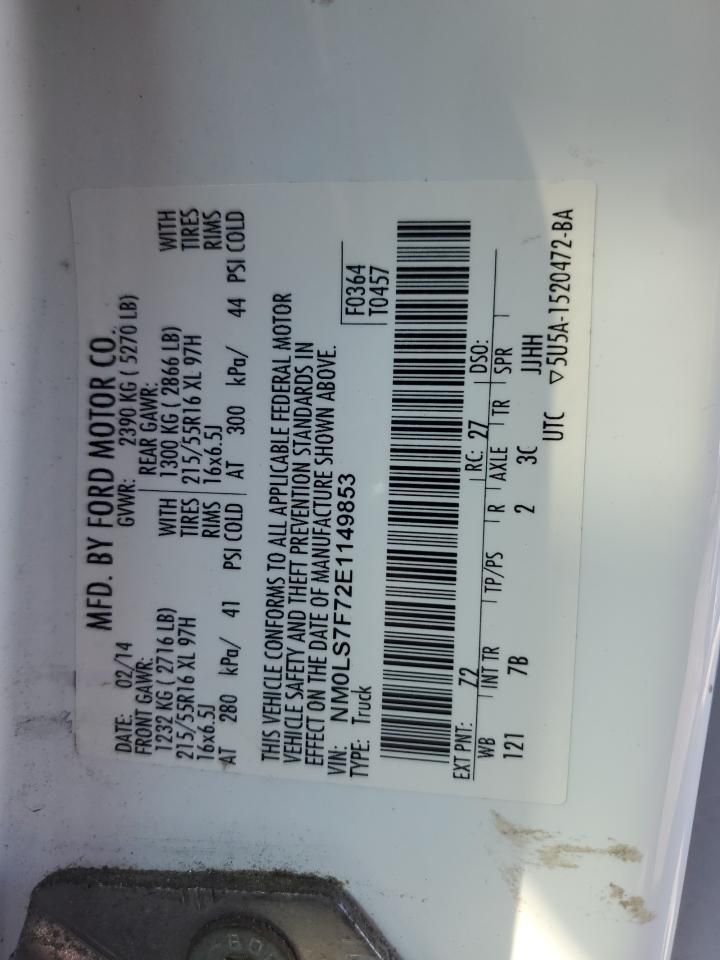 MFD. BY FORD MOTOR CO.
DATE: 02/14 GVWR: 2390 KG ( 5270 LB)
FRONT GAWR: REAR GAWR:
1232 KG ( 2716 LB) WITH 1300 KG ( 2866 LB) WITH
215/55R16 XL 97H TIRES 215/55R16 XL 97H TIRES
16x6.5J RIMS 16x6.5J RIMS
AT 280 kPa/ 41 PSI COLD AT 300 kPa/ 44 PSI COLD
THIS VEHICLE CONFORMS TO ALL APPLICABLE FEDERAL MOTOR
VEHICLE SAFETY AND THEFT PREVENTION STANDARDS IN
EFFECT ON THE DATE OF MANUFACTURE SHOWN ABOVE.
VIN: NM0LS7F72E1149853 F0364
TYPE: Truck T0457
EXT PNT: Z2 RC: 27 DSO:
WB INT TR TP/PS R AXLE TR SPR
121 7B 2 3C JJHH
UTC ▽5U5A-1520472-BA